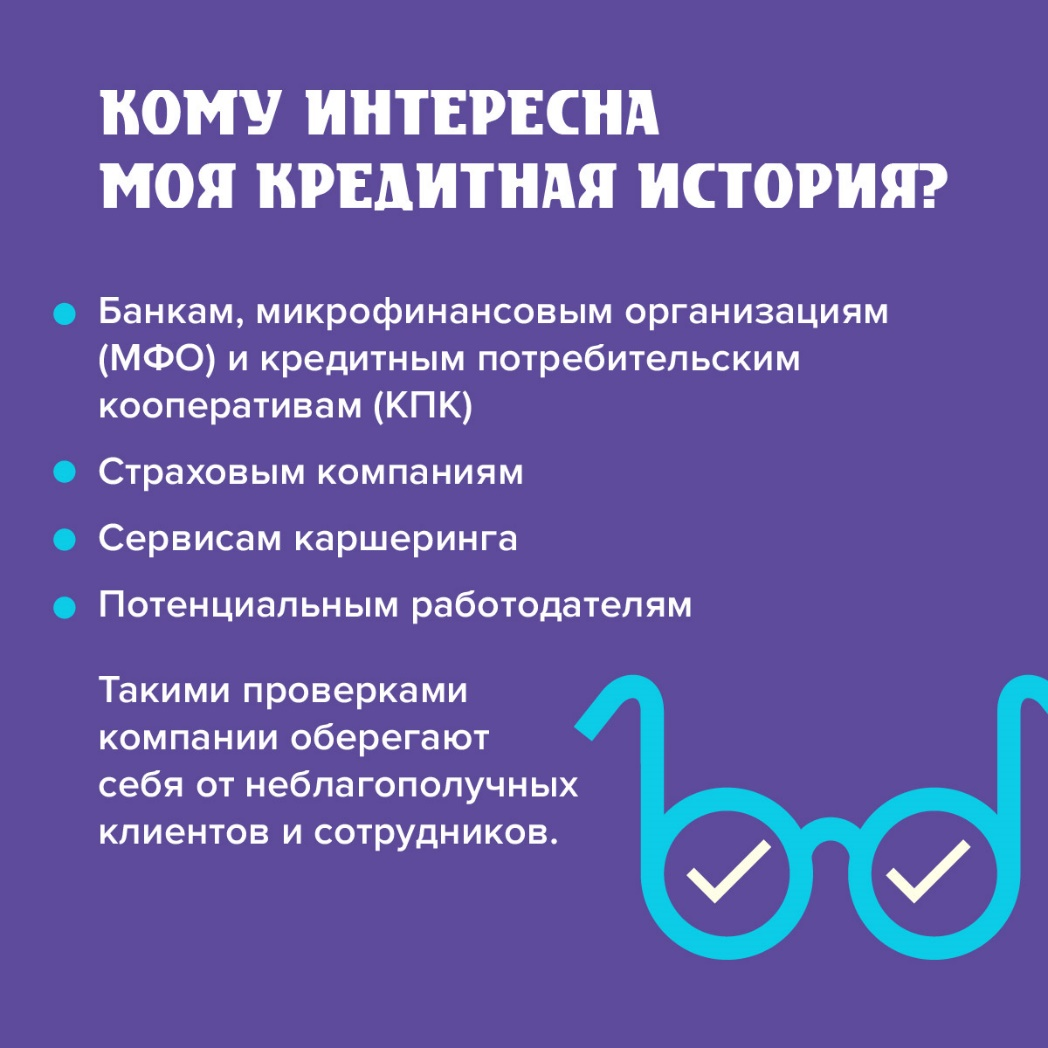 КОМУ ИНТЕРЕСНА
МОЯ КРЕДИТНАЯ ИСТОРИЯ?
Банкам, микрофинансовым организациям
(МФО) и кредитным потребительским
кооперативам (КПК)
Страховым компаниям
Сервисам каршеринга
Потенциальным работодателям
Такими проверками
компании оберегают
себя от неблагополучных
клиентов и сотрудников.